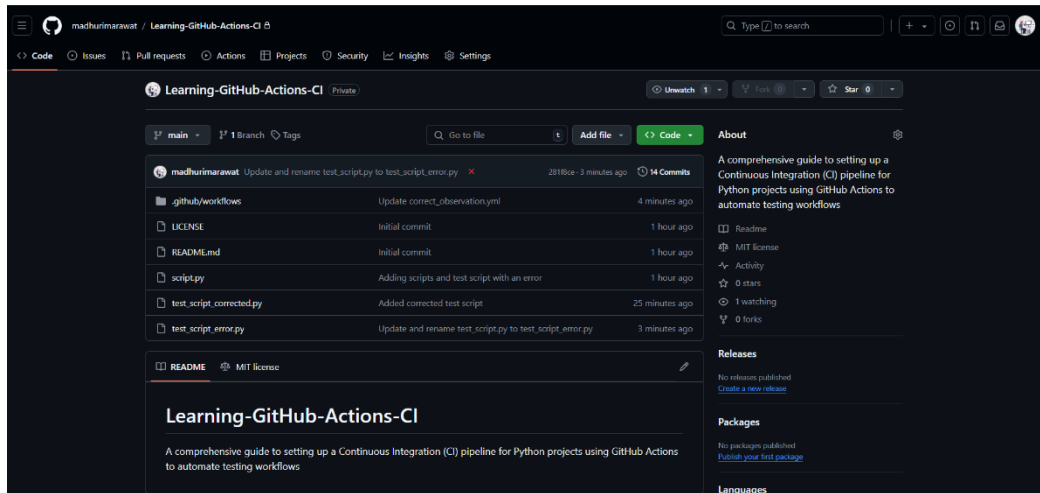 madhurimarawat / Learning-GitHub-Actions-CI
Type / to search
Code Issues Pull requests Actions Projects Security Insights Settings
Learning-GitHub-Actions-CI Private
Unwatch 1 Fork 0 Star 0
main 1 Branch Tags
Go to file t Add file Code
madhurimarawat Update and rename test_script.py to test_script_error.py 281f8ce · 3 minutes ago 14 Commits
.github/workflows Update correct_observation.yml 4 minutes ago
LICENSE Initial commit 1 hour ago
README.md Initial commit 1 hour ago
script.py Adding scripts and test script with an error 1 hour ago
test_script_corrected.py Added corrected test script 25 minutes ago
test_script_error.py Update and rename test_script.py to test_script_error.py 3 minutes ago
README MIT license
Learning-GitHub-Actions-CI
A comprehensive guide to setting up a Continuous Integration (CI) pipeline for Python projects using GitHub Actions
to automate testing workflows
About
A comprehensive guide to setting up a
Continuous Integration (CI) pipeline for
Python projects using GitHub Actions to
automate testing workflows
Readme
MIT license
Activity
0 stars
1 watching
0 forks
Releases
No releases published
Create a new release
Packages
No packages published
Publish your first package
Languages